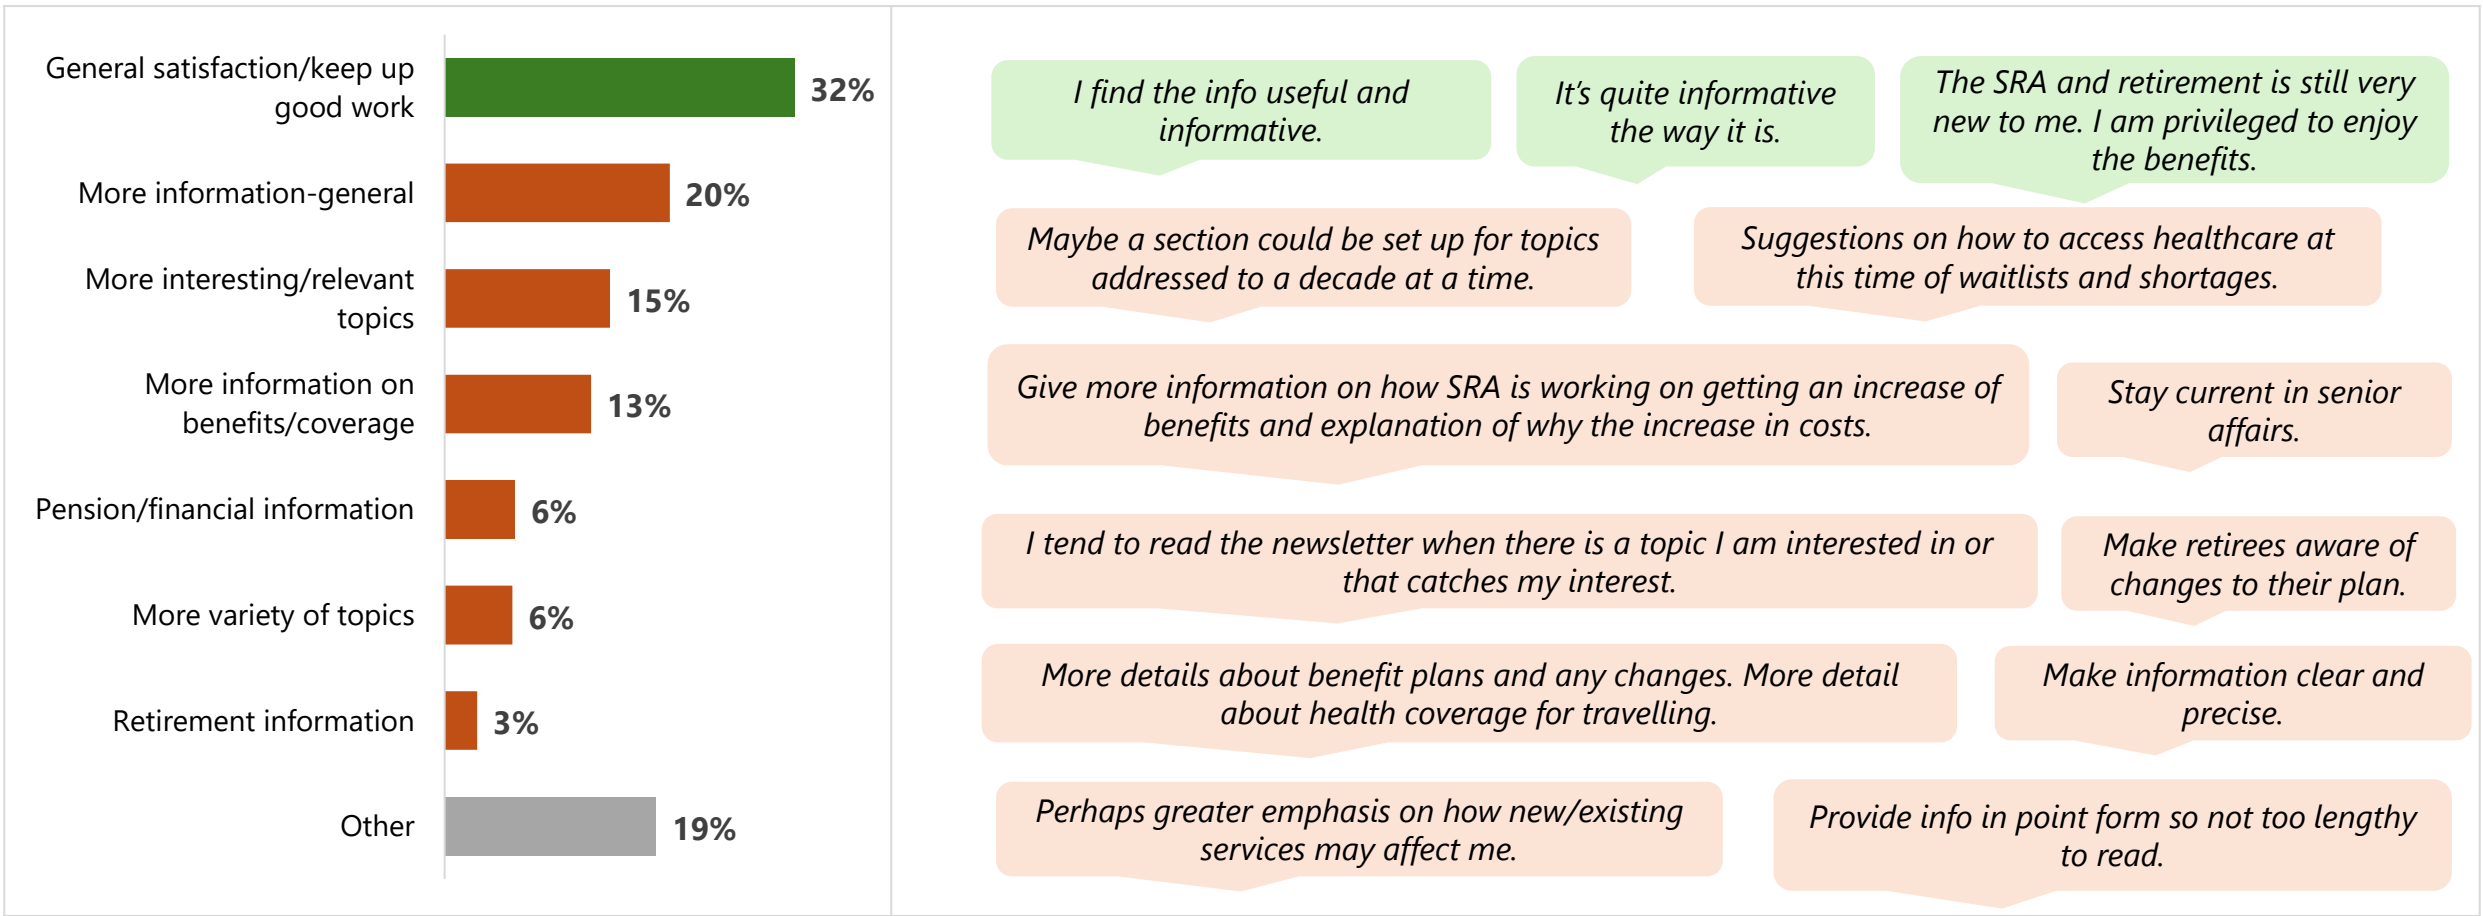 General satisfaction/keep up
good work
32%
More information-general
20%
More interesting/relevant
topics
15%
More information on
benefits/coverage
13%
Pension/financial information
6%
More variety of topics
6%
Retirement information
3%
Other
19%
I find the info useful and
informative.
It's quite informative
the way it is.
The SRA and retirement is still very
new to me. I am privileged to enjoy
the benefits.
Maybe a section could be set up for topics
addressed to a decade at a time.
Suggestions on how to access healthcare at
this time of waitlists and shortages.
Give more information on how SRA is working on getting an increase of
benefits and explanation of why the increase in costs.
Stay current in senior
affairs.
I tend to read the newsletter when there is a topic I am interested in or
that catches my interest.
Make retirees aware of
changes to their plan.
More details about benefit plans and any changes. More detail
about health coverage for travelling.
Make information clear and
precise.
Perhaps greater emphasis on how new/existing
services may affect me.
Provide info in point form so not too lengthy
to read.